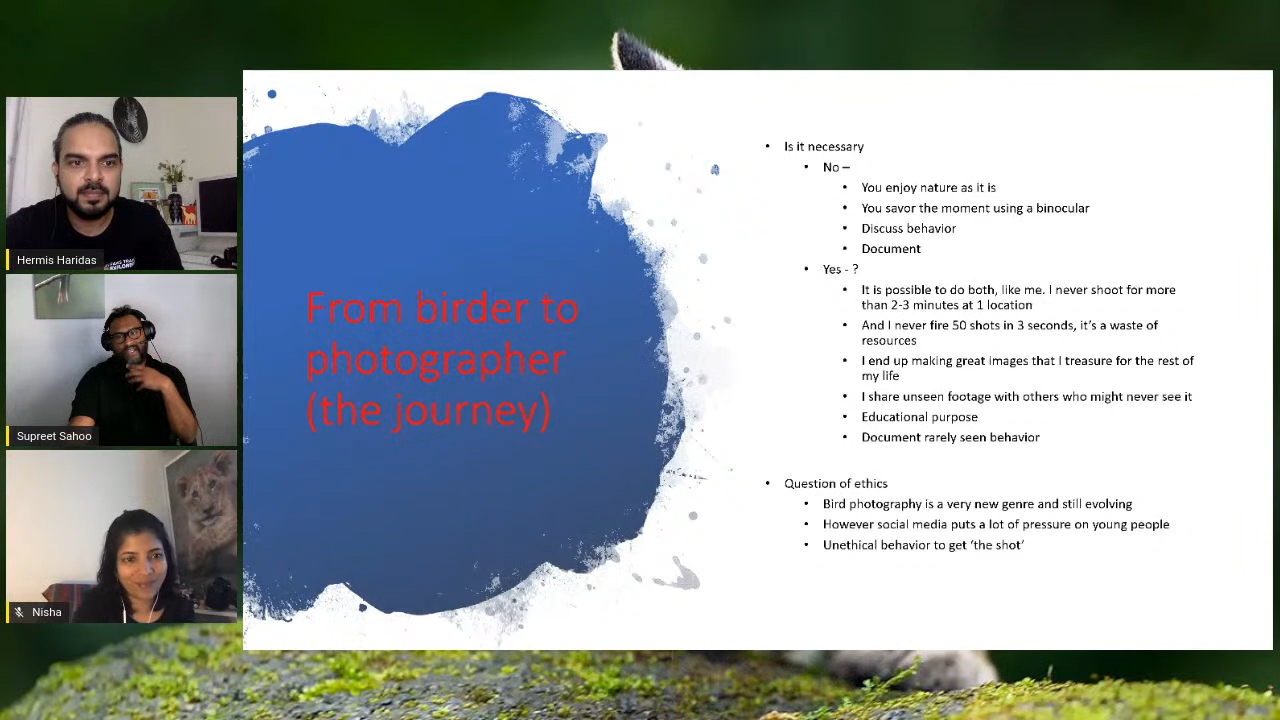 Hermis Haridas
Supreet Sahoo
Nisha
From birder to
photographer
(the journey)
• Is it necessary
• No –
• You enjoy nature as it is
• You savor the moment using a binocular
• Discuss behavior
• Document
• Yes - ?
• It is possible to do both, like me. I never shoot for more
than 2-3 minutes at 1 location
• And I never fire 50 shots in 3 seconds, it’s a waste of
resources
• I end up making great images that I treasure for the rest of
my life
• I share unseen footage with others who might never see it
• Educational purpose
• Document rarely seen behavior
• Question of ethics
• Bird photography is a very new genre and still evolving
• However social media puts a lot of pressure on young people
• Unethical behavior to get ‘the shot’